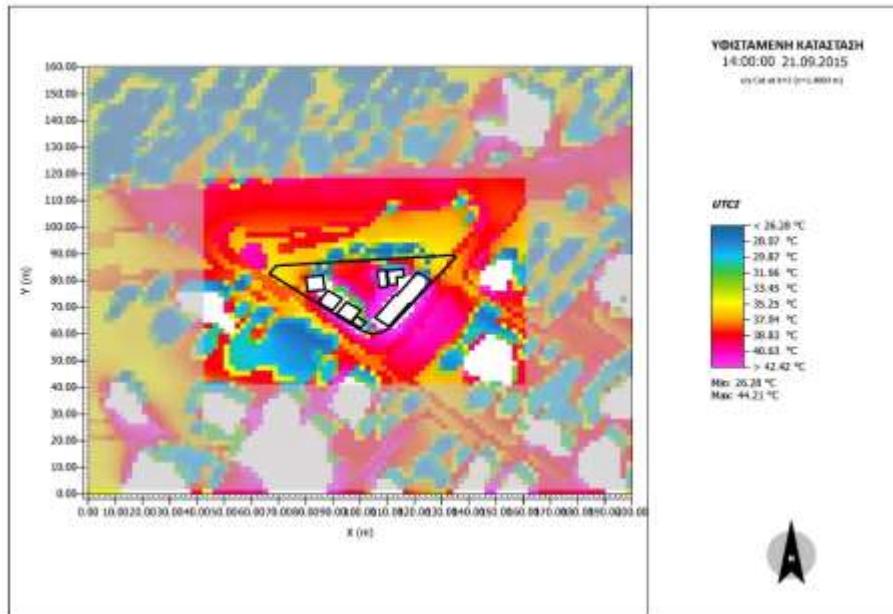 ΥΦΙΣΤΑΜΕΝΗ ΚΑΤΑΣΤΑΣΗ
14:00:00 21.09.2015
160.00
150.00
140.00
130.00
120.00
110.00
100.00
90.00
80.00
70.00
60.00
50.00
40.00
30.00
20.00
10.00
0.00
Y (m)
X (m)
UTCI
< 26.28 °C
28.07 °C
29.87 °C
31.66 °C
33.45 °C
35.25 °C
37.04 °C
38.83 °C
40.63 °C
> 42.42 °C
Min: 26.28 °C
Max: 44.21 °C
N